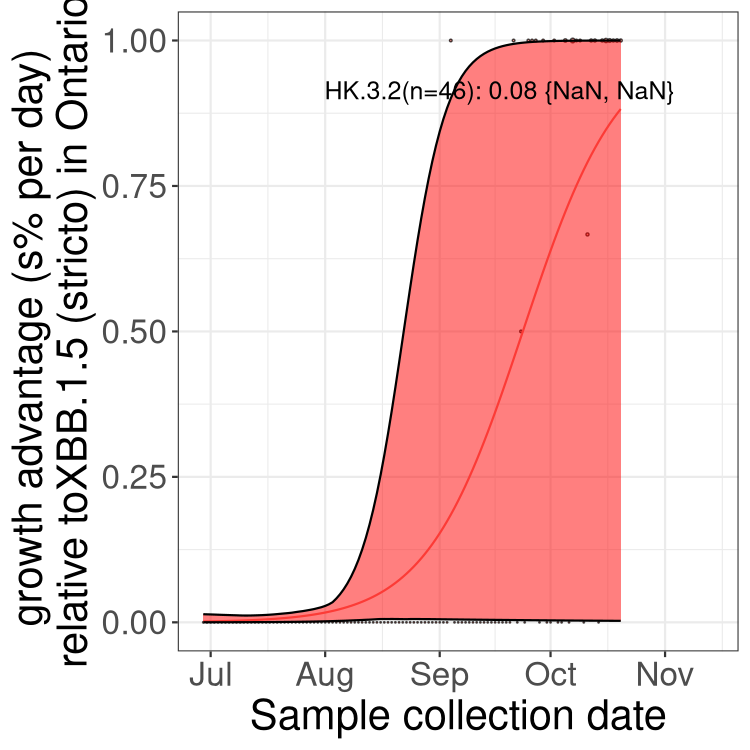 growth advantage (s% per day)
relative toXBB.1.5 (stricto) in Ontario
1.00
0.75
0.50
0.25
0.00
HK.3.2(n=46): 0.08 {NaN, NaN}
Jul Aug Sep Oct Nov
Sample collection date